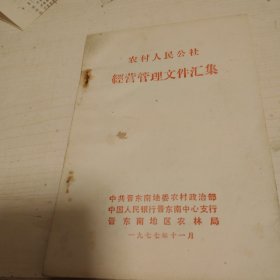 农村人民公社
經营管理文件汇集
中共晋东南地委农村政治部
中国人民银行晋东南中心支行
晋东南地区农林局
一九七七年十一月